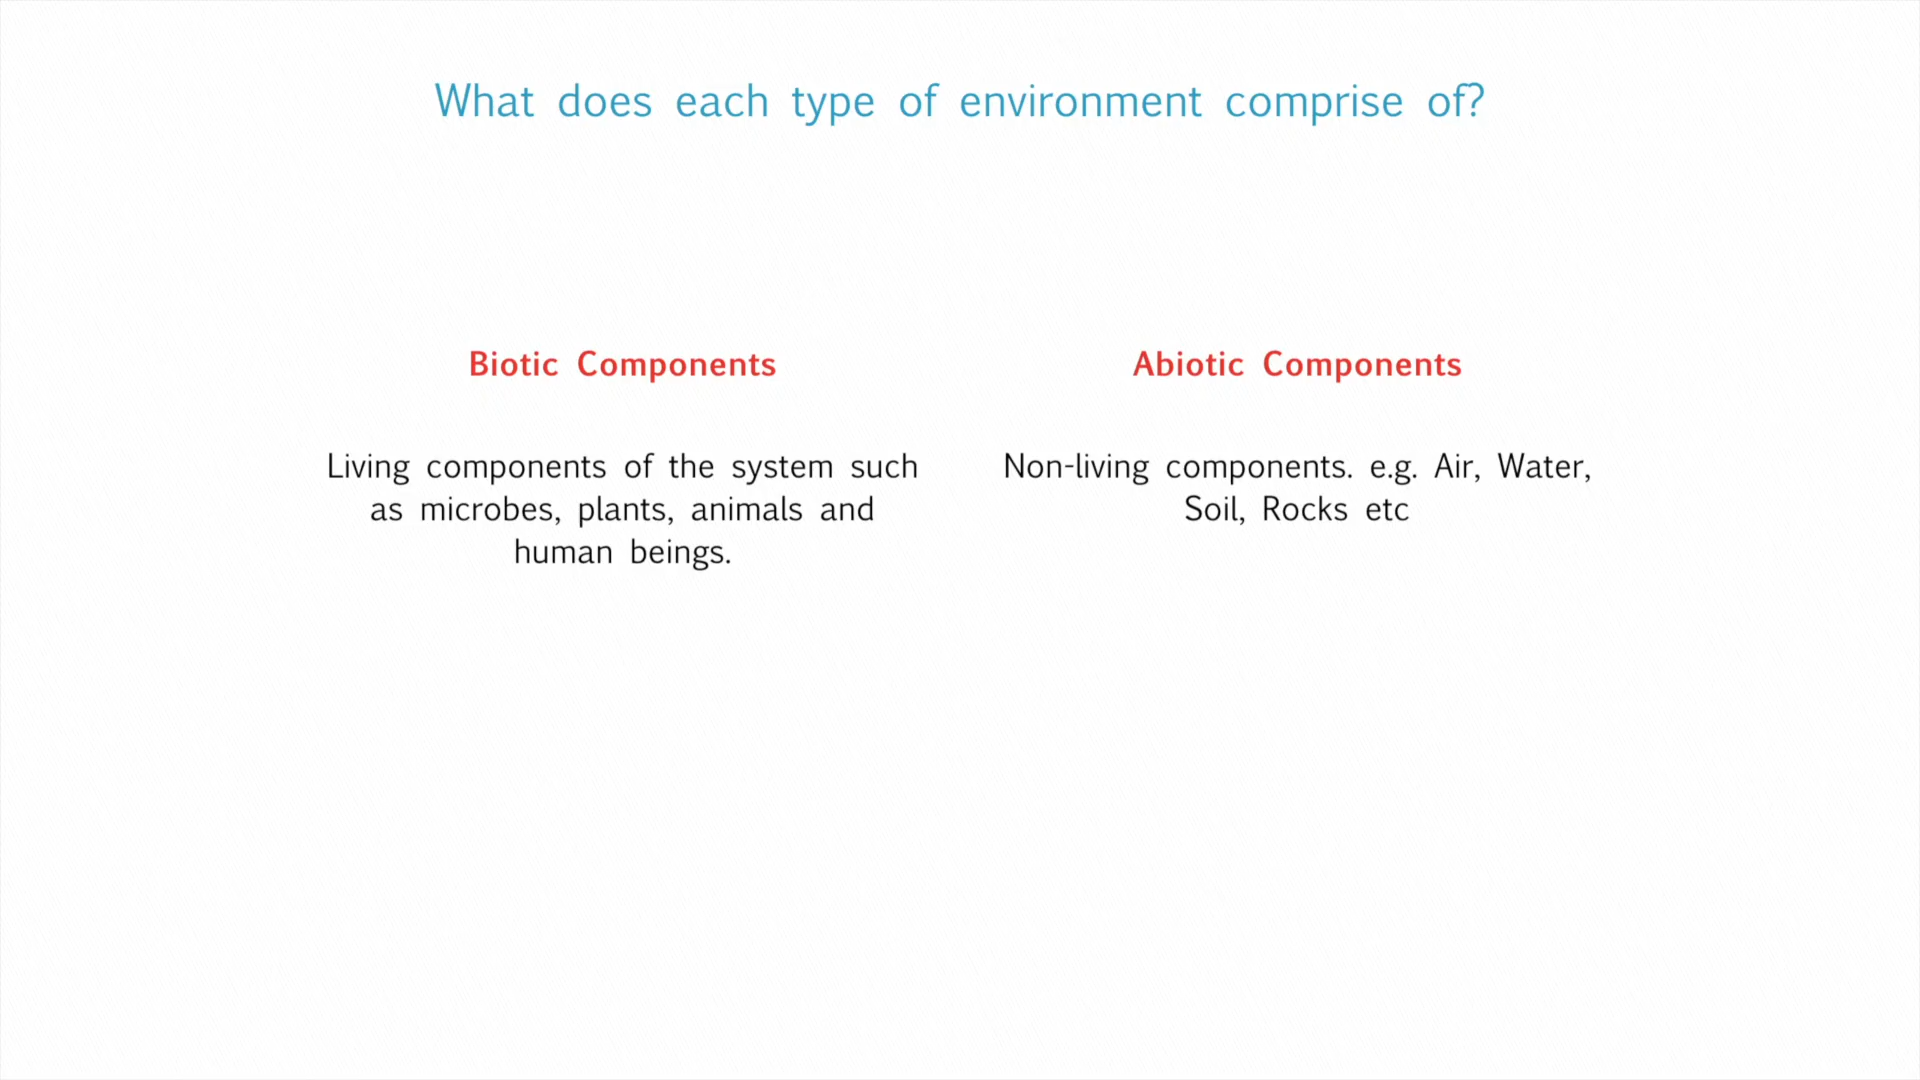 What does each type of environment comprise of?
Biotic Components
Living components of the system such
as microbes, plants, animals and
human beings.
Abiotic Components
Non-living components. e.g. Air, Water,
Soil, Rocks etc